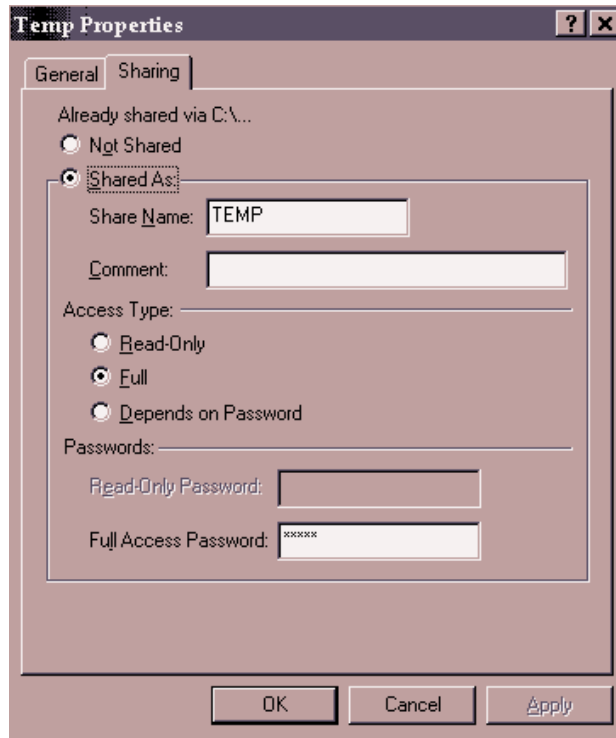 Temp Properties
General Sharing
Already shared via C:\...
Not Shared
Shared As:
Share Name: TEMP
Comment:
Access Type:
Read-Only
Full
Depends on Password
Passwords:
Read-Only Password:
Full Access Password: *****
OK Cancel Apply